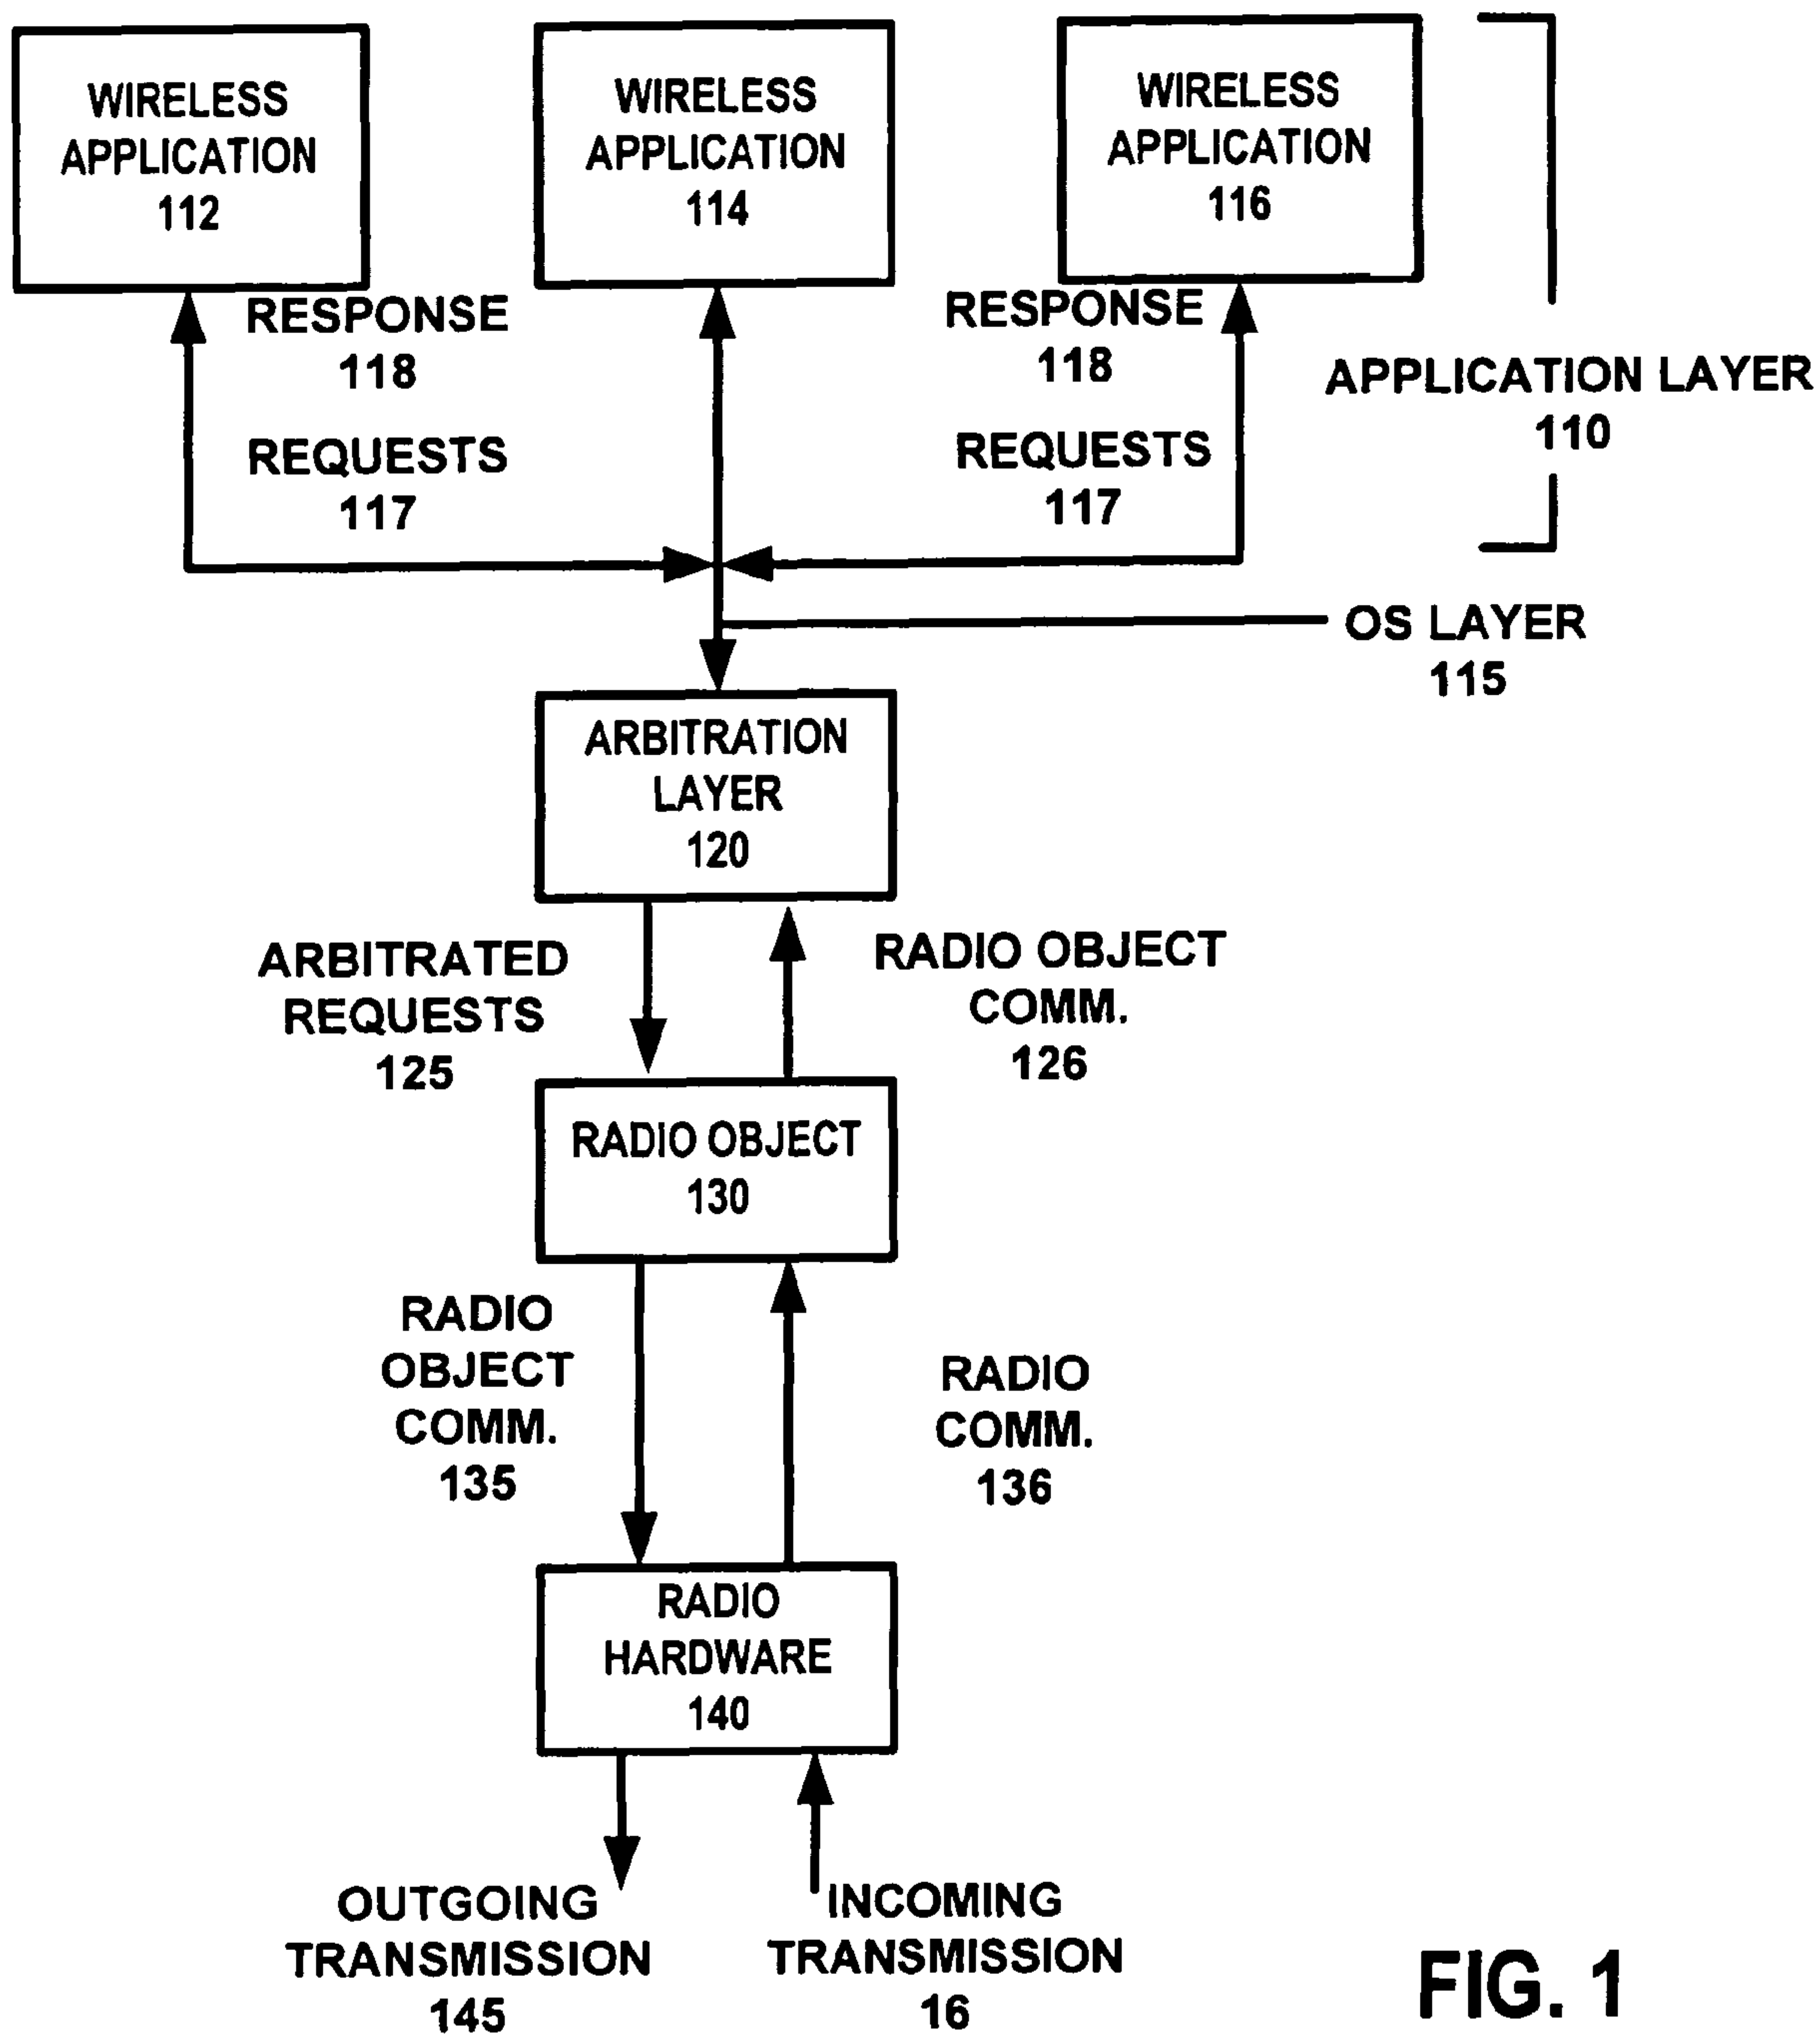 WIRELESS
APPLICATION
112
WIRELESS
APPLICATION
114
WIRELESS
APPLICATION
116
RESPONSE
118
REQUESTS
117
RESPONSE
118
REQUESTS
117
APPLICATION LAYER
110
OS LAYER
115
ARBITRATION
LAYER
120
ARBITRATED
REQUESTS
125
RADIO OBJECT
COMM.
126
RADIO OBJECT
130
RADIO
OBJECT
COMM.
135
RADIO
COMM.
136
RADIO
HARDWARE
140
OUTGOING
TRANSMISSION
145
INCOMING
TRANSMISSION
16
FIG. 1